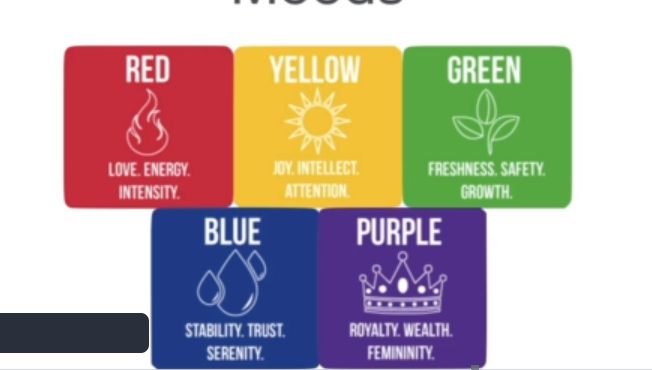 Moods
RED
LOVE. ENERGY.
INTENSITY.
YELLOW
JOY. INTELLECT.
ATTENTION.
GREEN
FRESHNESS. SAFETY.
GROWTH.
BLUE
STABILITY. TRUST.
SERENITY.
PURPLE
ROYALTY. WEALTH.
FEMININITY.